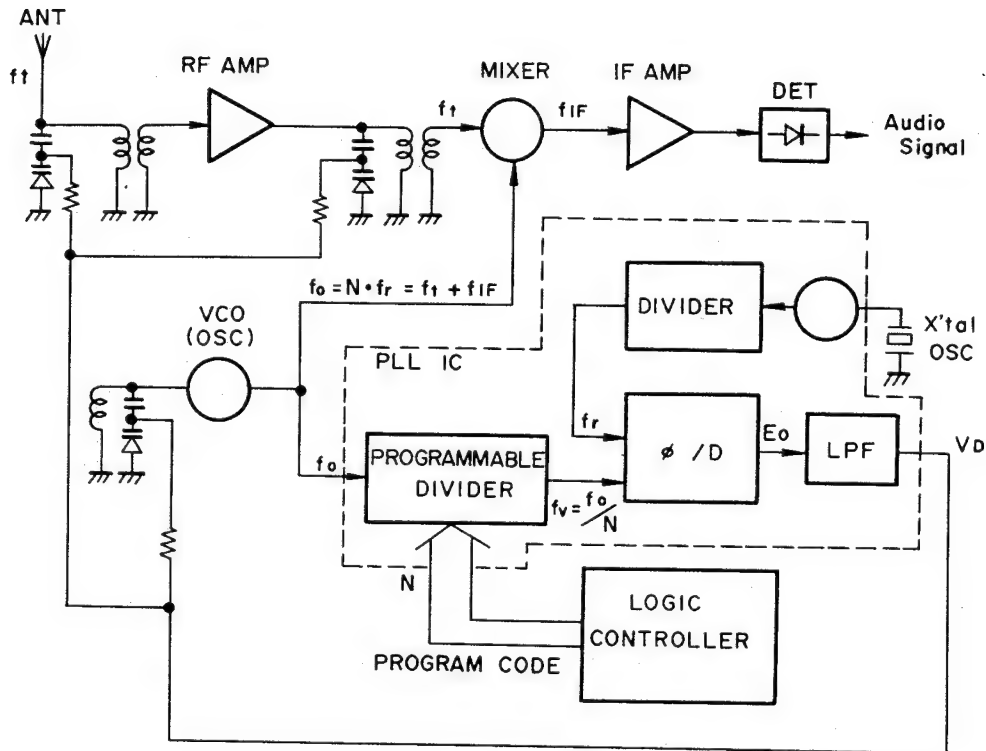 ANT
ft
RF AMP
MIXER
IF AMP
DET
ft
fIF
Audio
Signal
fo=N•fr = ft + fIF
VCO
(OSC)
DIVIDER
X'tal
OSC
PLL IC
fr
Eo
VD
ø /D
LPF
fo
PROGRAMMABLE
DIVIDER
fv= fo/N
N
LOGIC
CONTROLLER
PROGRAM CODE